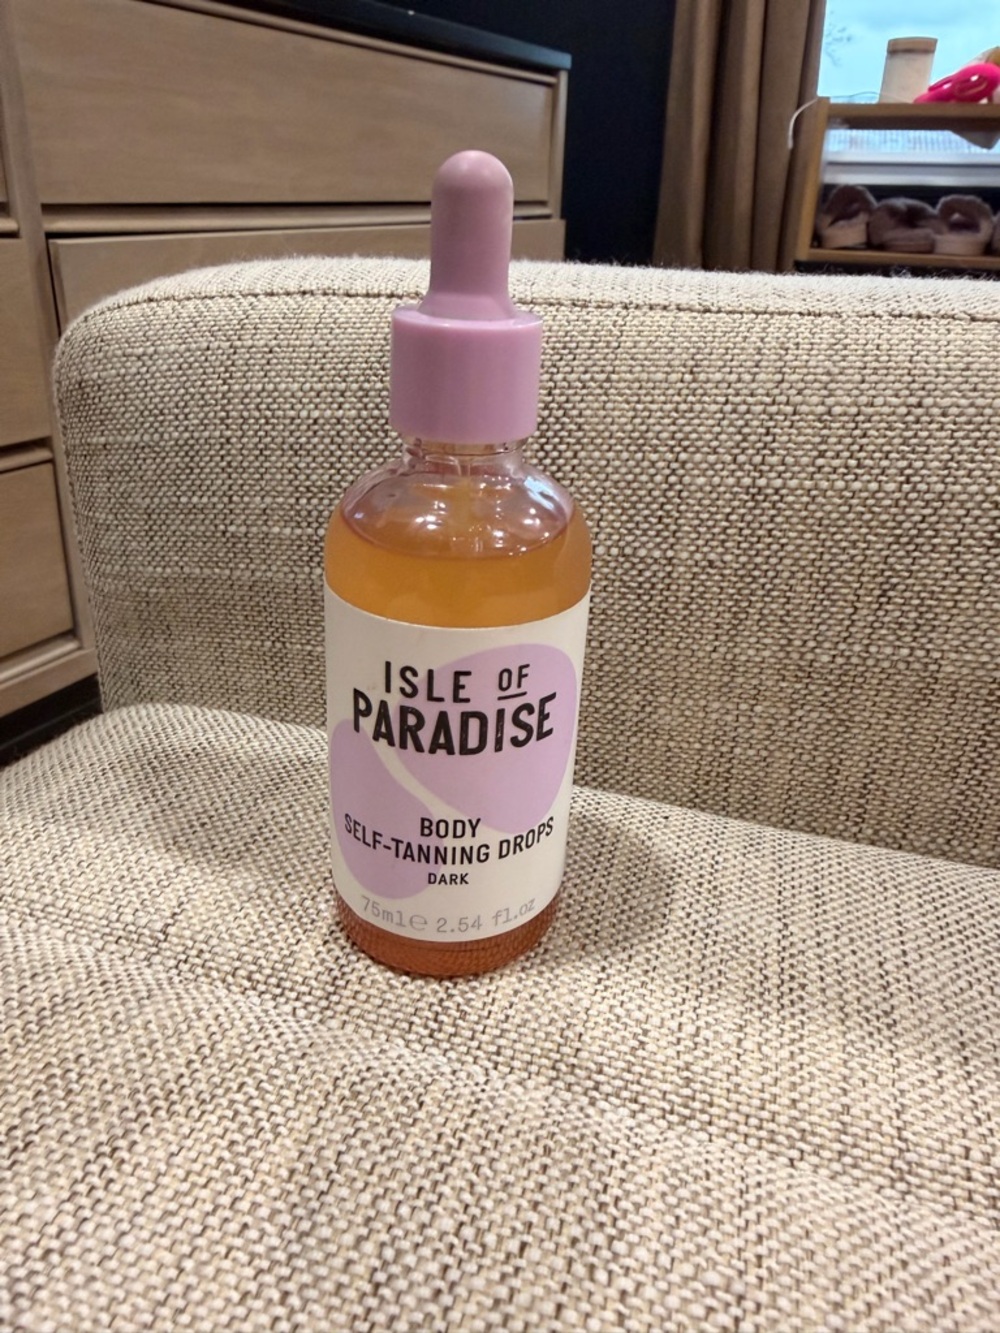 ISLE OF
PARADISE
BODY
SELF-TANNING DROPS
DARK
75ml℮ 2.54 fl.oz